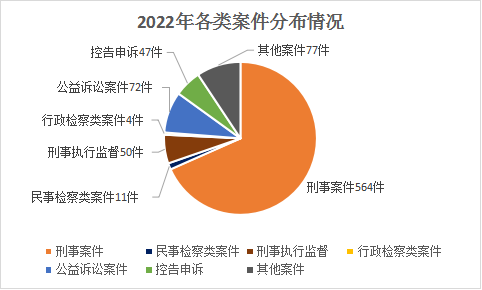 2022年各类案件分布情况
控告申诉47件
其他案件77件
公益诉讼案件72件
行政检察类案件4件
刑事执行监督50件
民事检察类案件11件
刑事案件564件
刑事案件 民事检察类案件 刑事执行监督 行政检察类案件
公益诉讼案件 控告申诉 其他案件